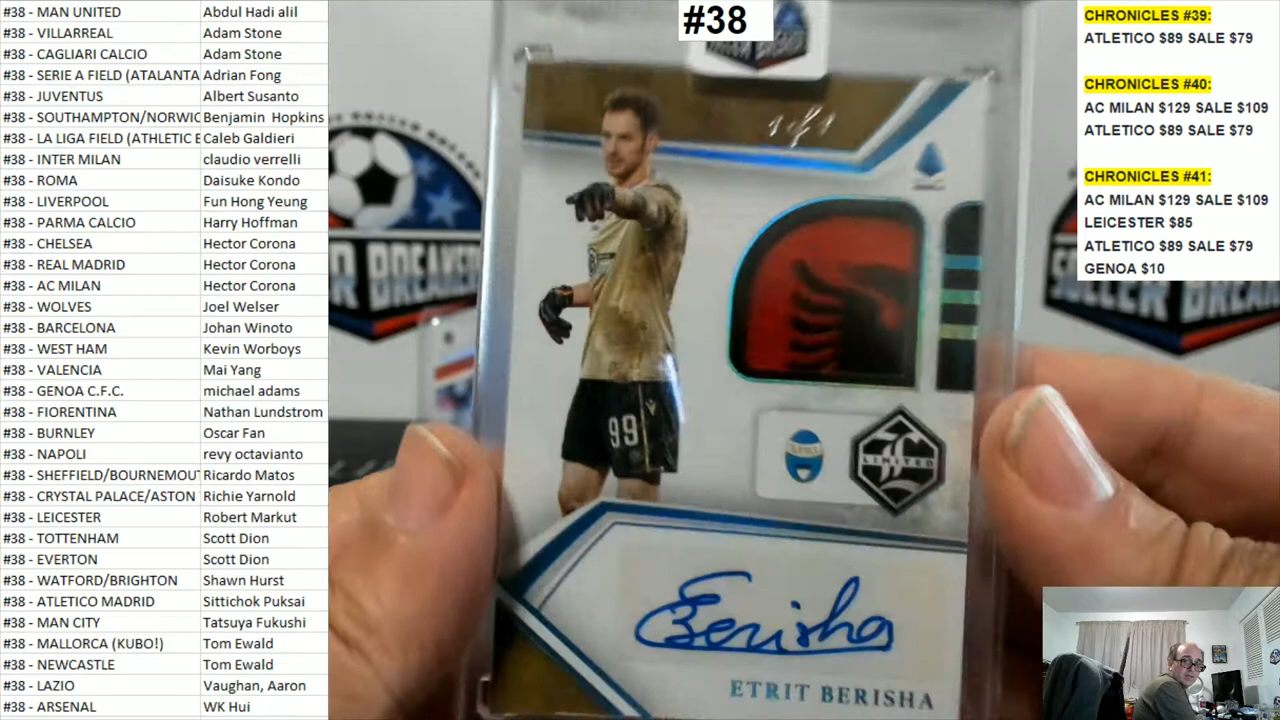 #38 - MAN UNITED Abdul Hadi alil
#38 - VILLARREAL Adam Stone
#38 - CAGLIARI CALCIO Adam Stone
#38 - SERIE A FIELD (ATALANTA Adrian Fong
#38 - JUVENTUS Albert Susanto
#38 - SOUTHAMPTON/NORWIC Benjamin Hopkins
#38 - LA LIGA FIELD (ATHLETIC B Caleb Galdieri
#38 - INTER MILAN claudio verrelli
#38 - ROMA Daisuke Kondo
#38 - LIVERPOOL Fun Hong Yeung
#38 - PARMA CALCIO Harry Hoffman
#38 - CHELSEA Hector Corona
#38 - REAL MADRID Hector Corona
#38 - AC MILAN Hector Corona
#38 - WOLVES Joel Welser
#38 - BARCELONA Johan Winoto
#38 - WEST HAM Kevin Worboys
#38 - VALENCIA Mai Yang
#38 - GENOA C.F.C. michael adams
#38 - FIORENTINA Nathan Lundstrom
#38 - BURNLEY Oscar Fan
#38 - NAPOLI revy octavianto
#38 - SHEFFIELD/BOURNEMOUT Ricardo Matos
#38 - CRYSTAL PALACE/ASTON Richie Yarnold
#38 - LEICESTER Robert Markut
#38 - TOTTENHAM Scott Dion
#38 - EVERTON Scott Dion
#38 - WATFORD/BRIGHTON Shawn Hurst
#38 - ATLETICO MADRID Sittichok Puksai
#38 - MAN CITY Tatsuya Fukushi
#38 - MALLORCA (KUBO!) Tom Ewald
#38 - NEWCASTLE Tom Ewald
#38 - LAZIO Vaughan, Aaron
#38 - ARSENAL WK Hui
#38
1 of 1
99
LIMITED
Berisha
ETRIT BERISHA
CHRONICLES #39:
ATLETICO $89 SALE $79
CHRONICLES #40:
AC MILAN $129 SALE $109
ATLETICO $89 SALE $79
CHRONICLES #41:
AC MILAN $129 SALE $109
LEICESTER $85
ATLETICO $89 SALE $79
GENOA $10